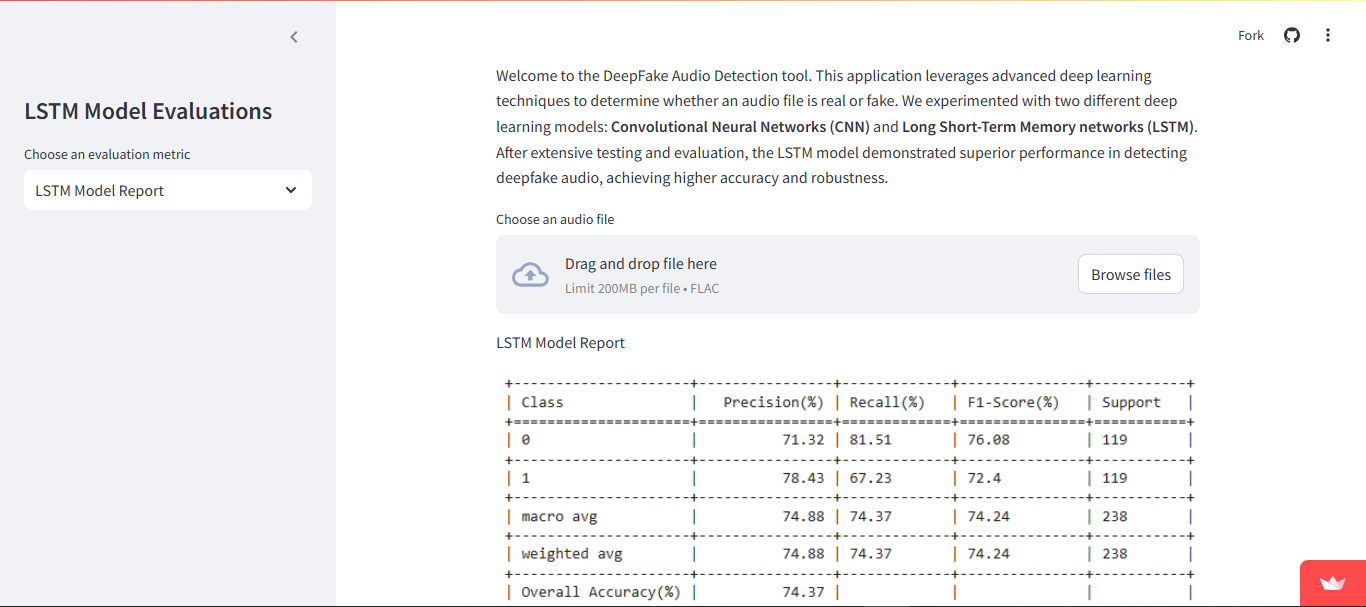 Fork
LSTM Model Evaluations
Choose an evaluation metric
LSTM Model Report
Welcome to the DeepFake Audio Detection tool. This application leverages advanced deep learning
techniques to determine whether an audio file is real or fake. We experimented with two different deep
learning models: Convolutional Neural Networks (CNN) and Long Short-Term Memory networks (LSTM).
After extensive testing and evaluation, the LSTM model demonstrated superior performance in detecting
deepfake audio, achieving higher accuracy and robustness.
Choose an audio file
Drag and drop file here
Limit 200MB per file • FLAC
Browse files
LSTM Model Report
Class | Precision(%) | Recall(%) | F1-Score(%) | Support
0 | 71.32 | 81.51 | 76.08 | 119
1 | 78.43 | 67.23 | 72.4 | 119
macro avg | 74.88 | 74.37 | 74.24 | 238
weighted avg | 74.88 | 74.37 | 74.24 | 238
Overall Accuracy(%) | 74.37 | | |